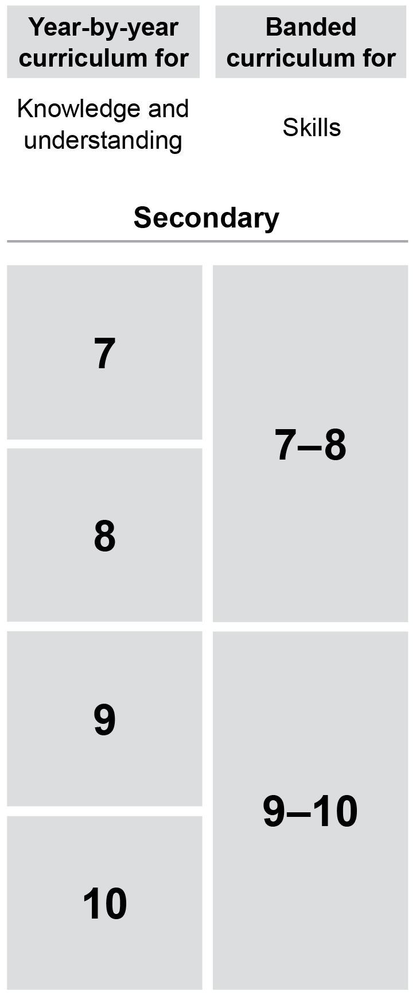 Year-by-year
curriculum for
Banded
curriculum for
Knowledge and
understanding
Skills
Secondary
7
8
9
10
7–8
9–10